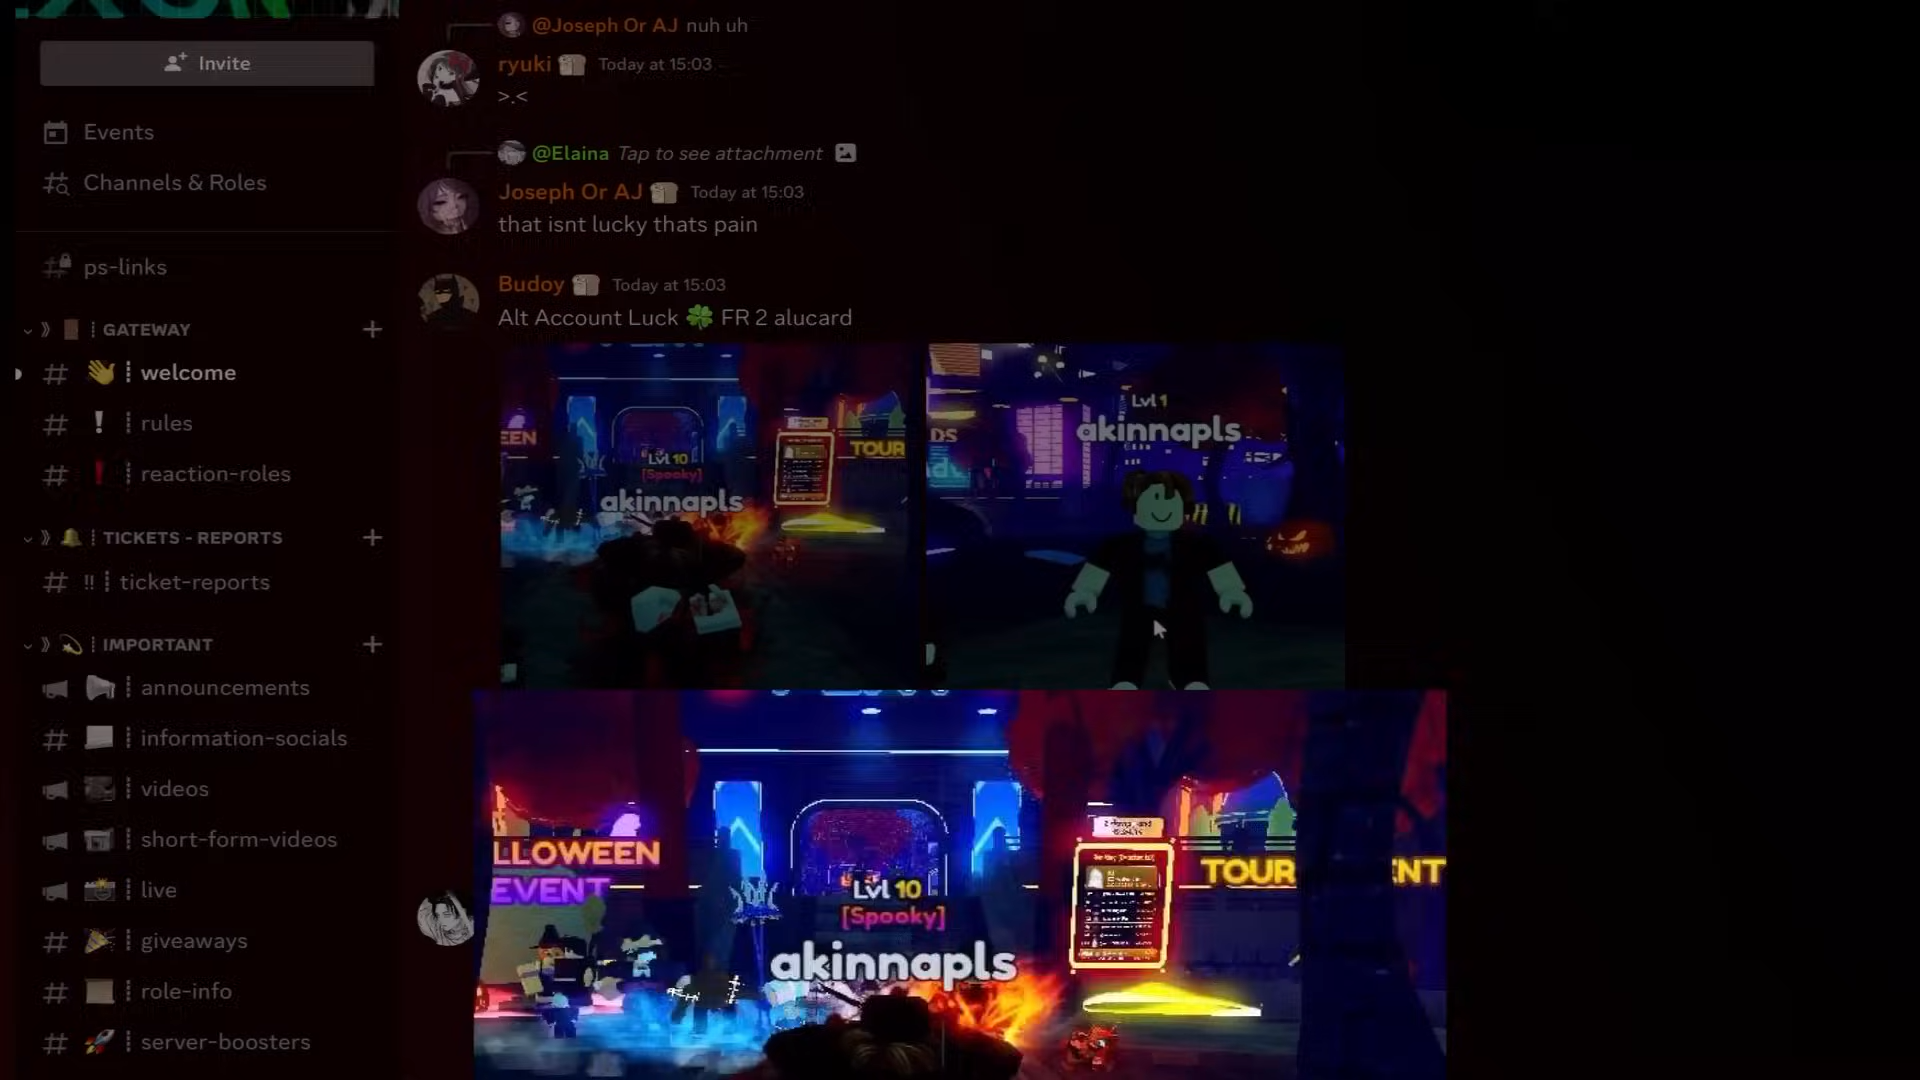 Invite
Events
Channels & Roles
ps-links
GATEWAY
welcome
rules
reaction-roles
TICKETS - REPORTS
ticket-reports
IMPORTANT
announcements
information-socials
videos
short-form-videos
live
giveaways
role-info
server-boosters
@Joseph Or AJ nuh uh
ryuki Today at 15:03
>.<
@Elaina Tap to see attachment
Joseph Or AJ Today at 15:03
that isnt lucky thats pain
Budoy Today at 15:03
Alt Account Luck 🍀 FR 2 alucard
EEN
Lvl 10
[Spooky]
akinnapls
TOUR
DS
Lvl 1
akinnapls
LLOWEEN
EVENT
Lvl 10
[Spooky]
akinnapls
TOUR ENT